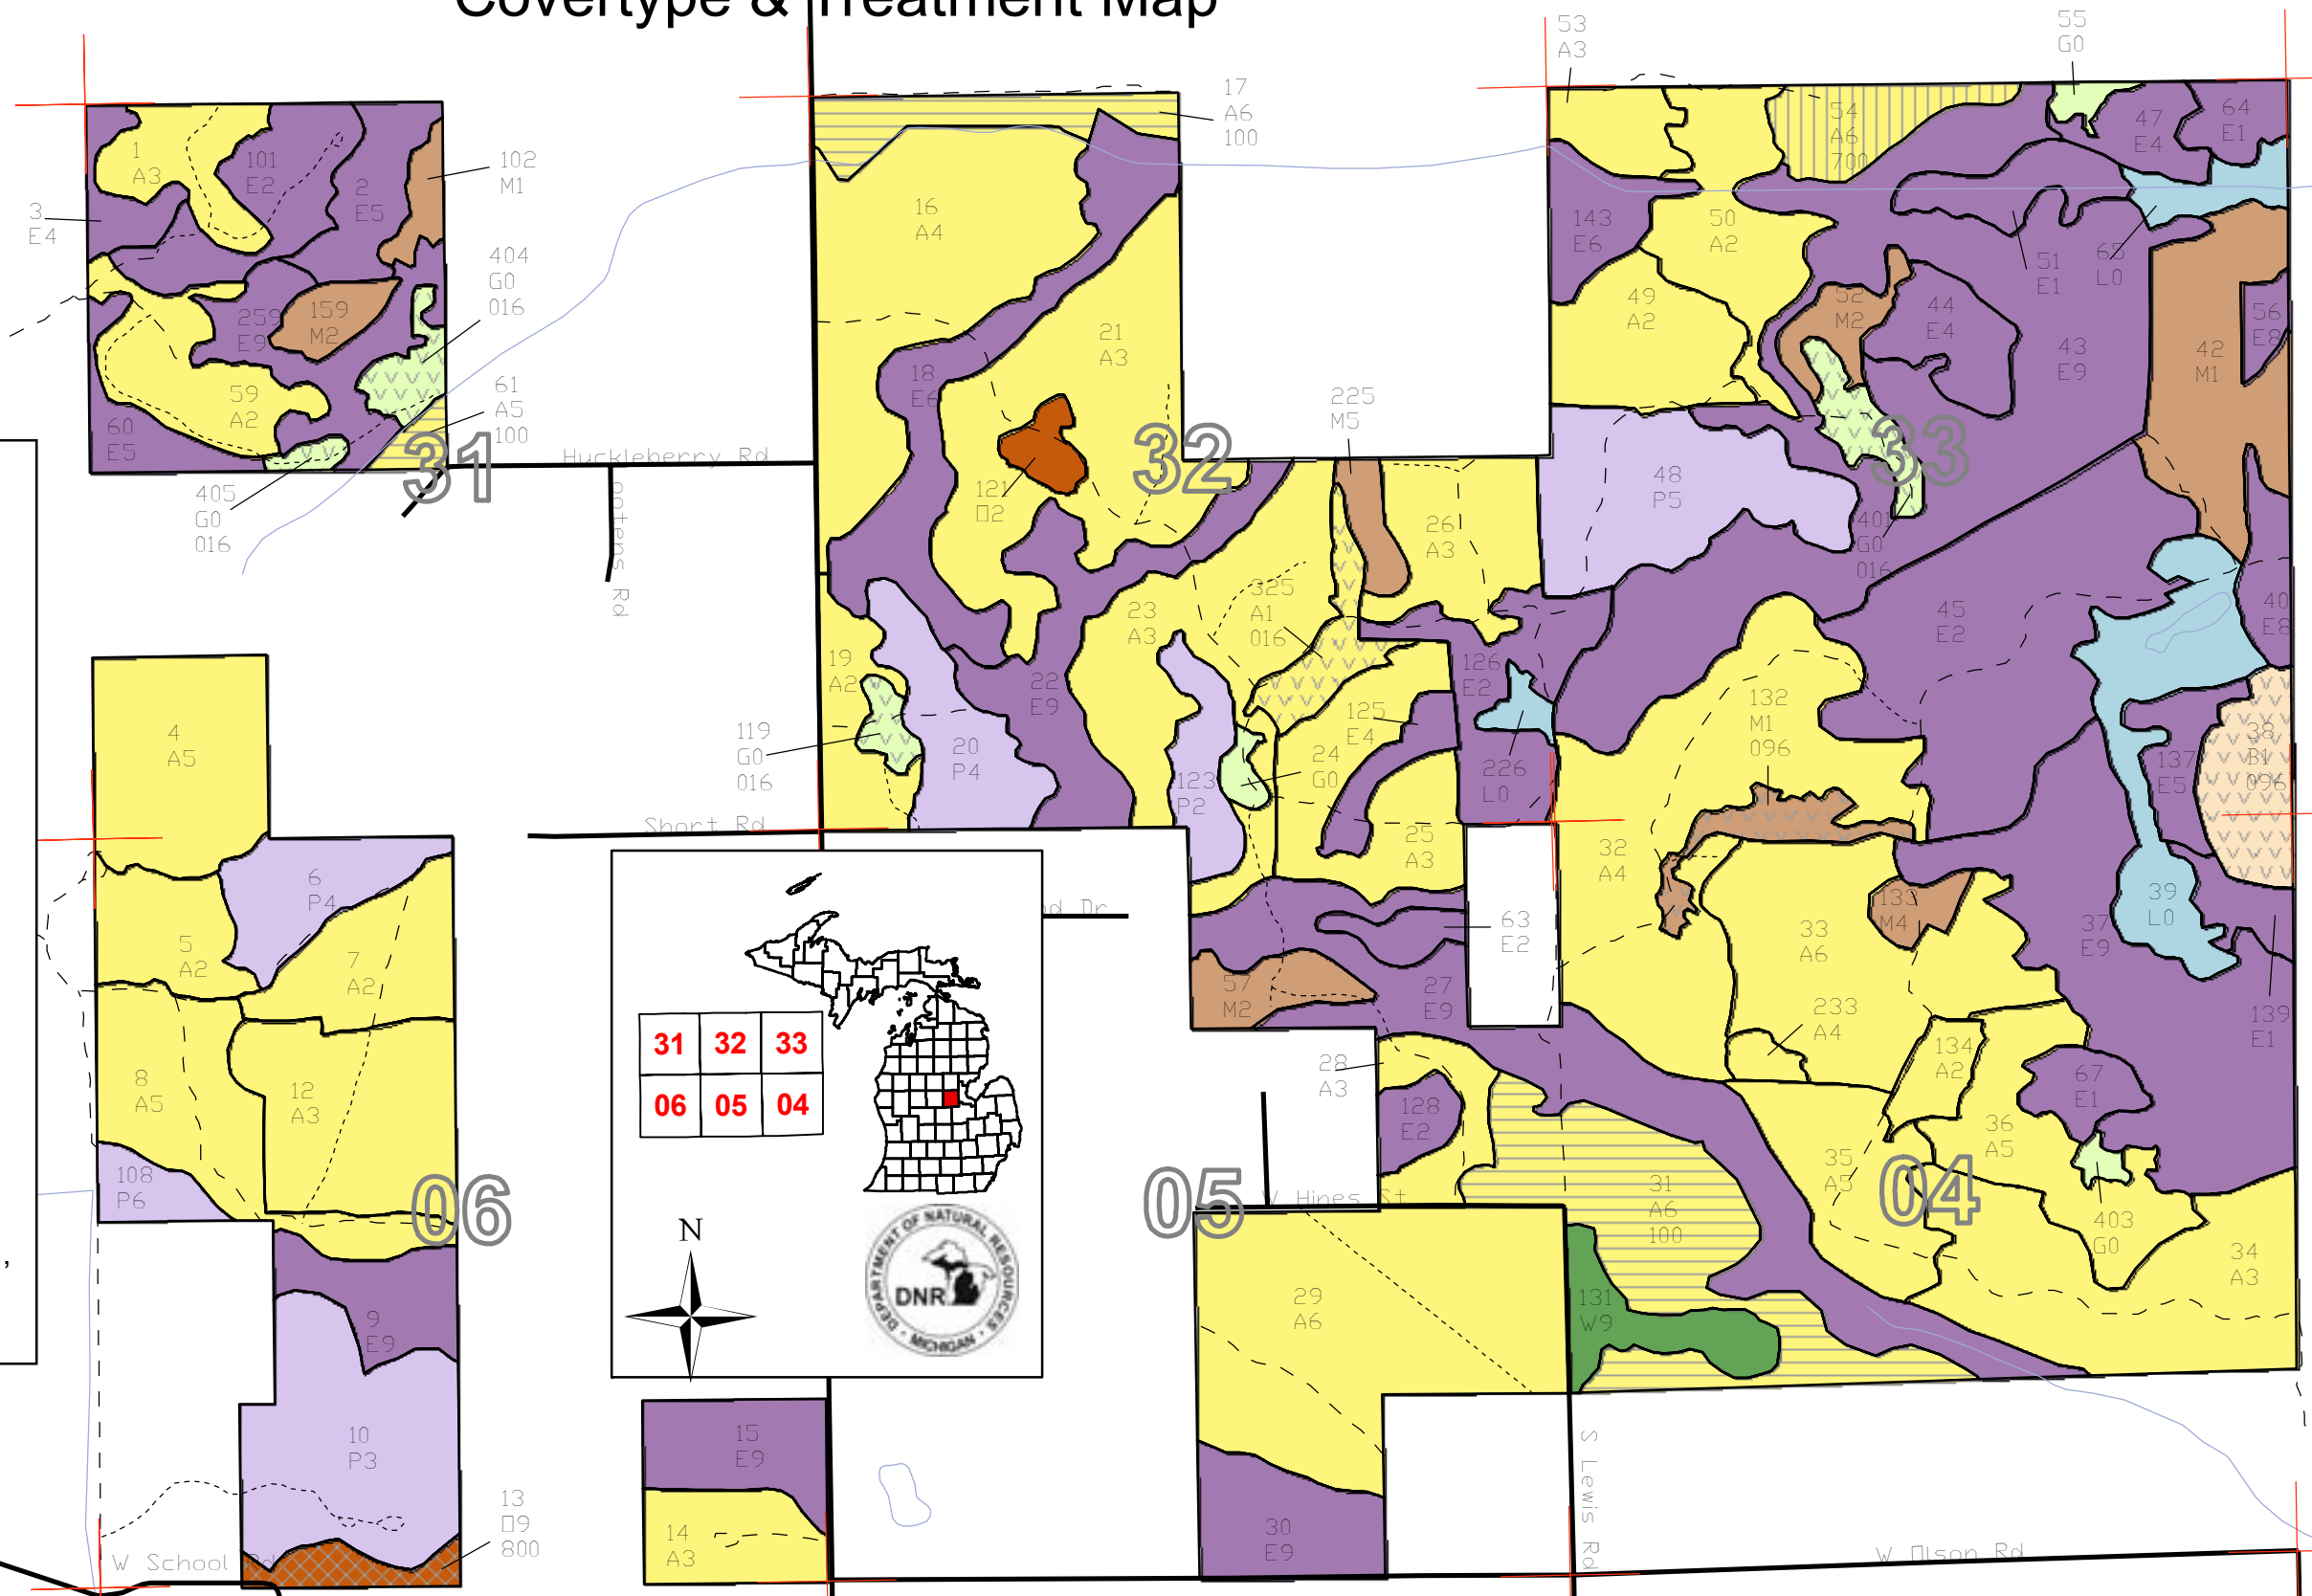 Covertype & Treatment Map
53
A3
55
G0
17
A6
100
54
A6
700
47
E4
64
E1
1
A3
101
E2
2
E5
102
M1
3
E4
16
A4
143
E6
50
A2
51
E1
65
L0
404
G0
016
159
M2
259
E9
49
A2
52
M2
44
E4
43
E9
42
M1
56
E8
21
A3
18
E6
59
A2
60
E5
61
A5
100
225
M5
31
32
33
Huckleberry Rd
405
G0
016
121
26
A3
48
P5
401
G0
016
ootens Rd
325
A1
016
23
A3
45
E2
40
E8
19
A2
22
E9
126
E2
132
M1
096
4
A5
119
G0
016
20
P4
125
E4
24
G0
123
P2
226
L0
137
E5
38
B1
096
Short Rd
25
A3
32
A4
6
P4
d Dr
63
E2
133
M4
39
L0
5
A2
7
A2
33
A6
37
E9
57
M2
27
E9
233
A4
139
E1
31 32 33
06 05 04
28
A3
134
A2
8
A5
12
A3
128
E2
67
E1
36
A5
108
P6
06
05
04
W Hines St
31
A6
100
35
A5
403
G0
34
A3
N
DEPARTMENT OF NATURAL RESOURCES
DNR
MICHIGAN
29
A6
131
W9
9
E9
10
P3
15
E9
S Lewis Rd
13
800
14
A3
30
E9
W School Rd
,